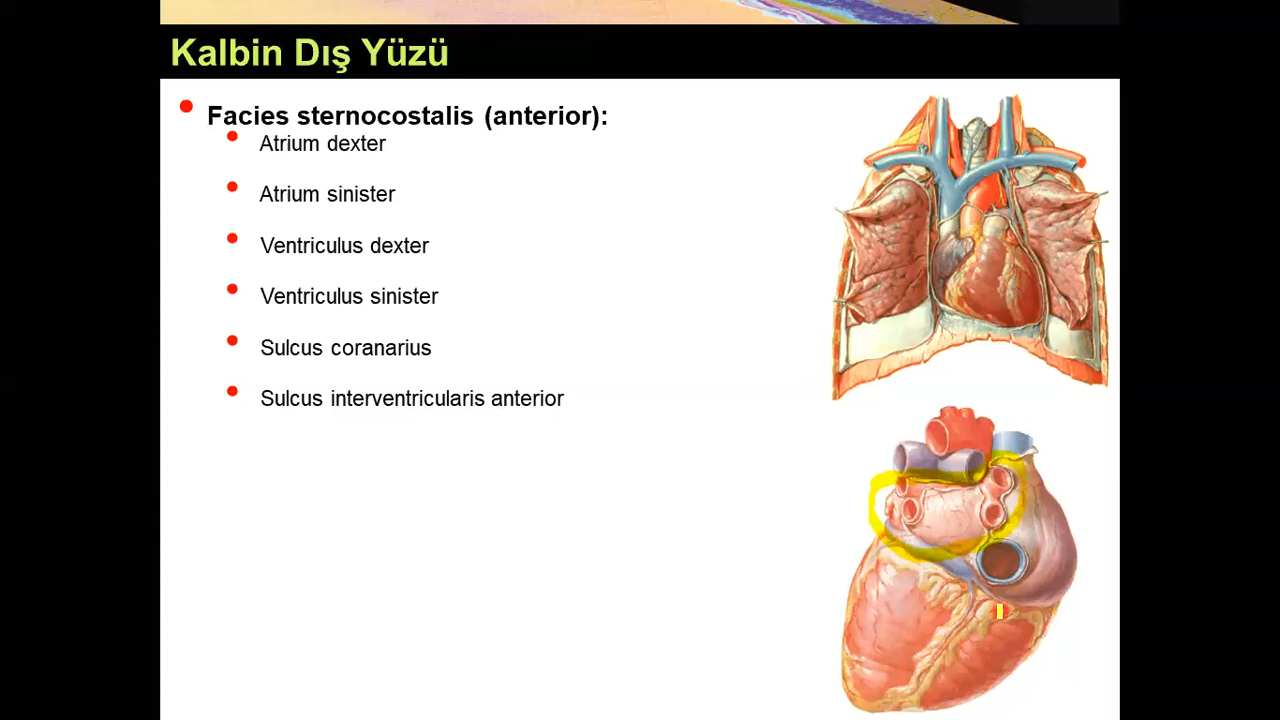 Kalbin Dış Yüzü
Facies sternocostalis (anterior):
Atrium dexter
Atrium sinister
Ventriculus dexter
Ventriculus sinister
Sulcus coranarius
Sulcus interventricularis anterior